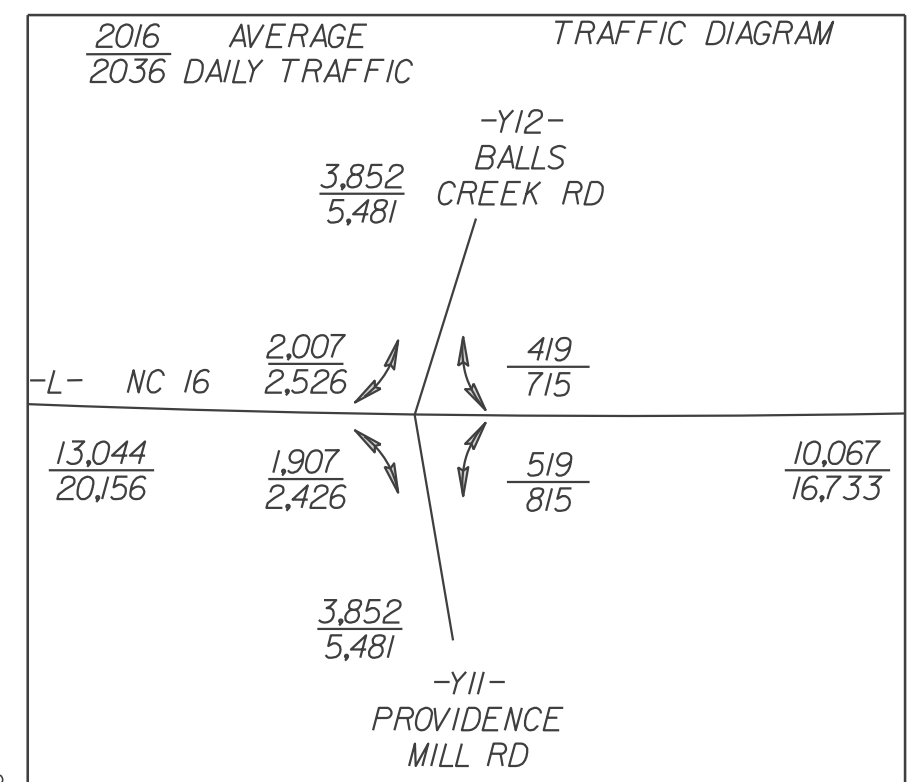 2016 AVERAGE
2036 DAILY TRAFFIC
TRAFFIC DIAGRAM
-Y12-
BALLS
CREEK RD
3,852
5,481
2,007
2,526
419
715
-L- NC 16
13,044
20,156
1,907
2,426
519
815
10,067
16,733
3,852
5,481
-Y11-
PROVIDENCE
MILL RD